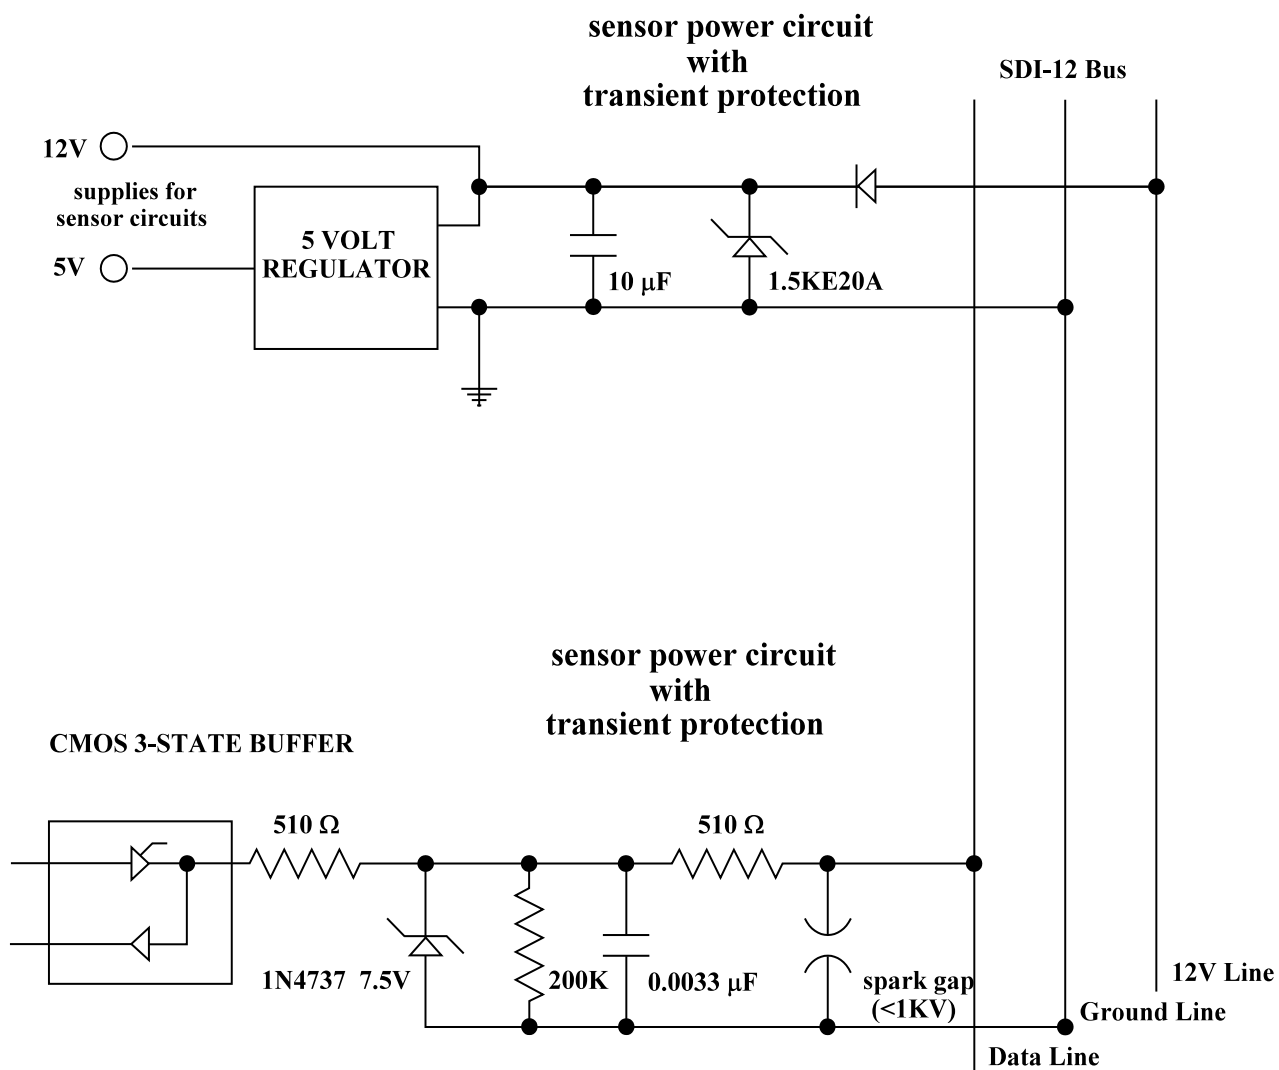 sensor power circuit
with
transient protection
SDI-12 Bus
12V
supplies for
sensor circuits
5V
5 VOLT
REGULATOR
10 μF
1.5KE20A
sensor power circuit
with
transient protection
CMOS 3-STATE BUFFER
510 Ω
510 Ω
1N4737 7.5V
200K
0.0033 μF
spark gap
(<1KV)
12V Line
Ground Line
Data Line